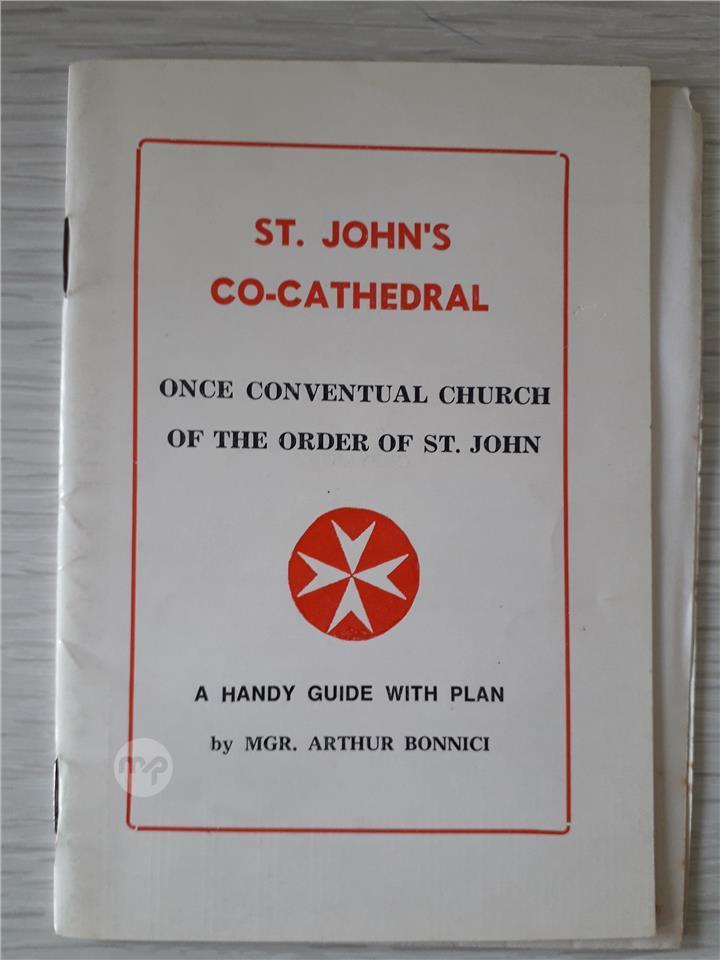 ST. JOHN'S
CO-CATHEDRAL
ONCE CONVENTUAL CHURCH
OF THE ORDER OF ST. JOHN
A HANDY GUIDE WITH PLAN
by MGR. ARTHUR BONNICI
mp